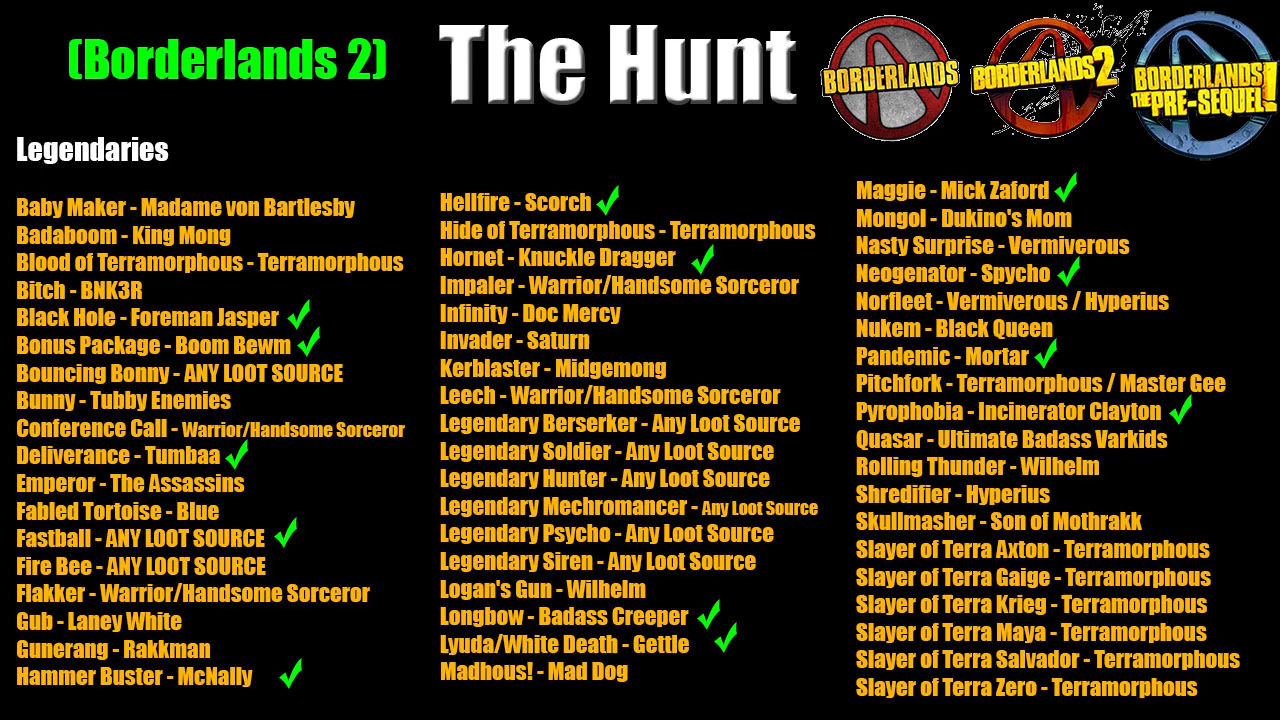 (Borderlands 2)
The Hunt
BORDERLANDS
BORDERLANDS 2
BORDERLANDS
THE PRE-SEQUEL!
Legendaries
Baby Maker - Madame von Bartlesby
Badaboom - King Mong
Blood of Terramorphous - Terramorphous
Bitch - BNK3R
Black Hole - Foreman Jasper
Bonus Package - Boom Bewm
Bouncing Bonny - ANY LOOT SOURCE
Bunny - Tubby Enemies
Conference Call - Warrior/Handsome Sorceror
Deliverance - Tumbaa
Emperor - The Assassins
Fabled Tortoise - Blue
Fastball - ANY LOOT SOURCE
Fire Bee - ANY LOOT SOURCE
Flakker - Warrior/Handsome Sorceror
Gub - Laney White
Gunerang - Rakkman
Hammer Buster - McNally
Hellfire - Scorch
Hide of Terramorphous - Terramorphous
Hornet - Knuckle Dragger
Impaler - Warrior/Handsome Sorceror
Infinity - Doc Mercy
Invader - Saturn
Kerblaster - Midgemong
Leech - Warrior/Handsome Sorceror
Legendary Berserker - Any Loot Source
Legendary Soldier - Any Loot Source
Legendary Hunter - Any Loot Source
Legendary Mechromancer - Any Loot Source
Legendary Psycho - Any Loot Source
Legendary Siren - Any Loot Source
Logan's Gun - Wilhelm
Longbow - Badass Creeper
Lyuda/White Death - Gettle
Madhous! - Mad Dog
Maggie - Mick Zaford
Mongol - Dukino's Mom
Nasty Surprise - Vermiverous
Neogenator - Spycho
Norfleet - Vermiverous / Hyperius
Nukem - Black Queen
Pandemic - Mortar
Pitchfork - Terramorphous / Master Gee
Pyrophobia - Incinerator Clayton
Quasar - Ultimate Badass Varkids
Rolling Thunder - Wilhelm
Shredifier - Hyperius
Skullmasher - Son of Mothrakk
Slayer of Terra Axton - Terramorphous
Slayer of Terra Gaige - Terramorphous
Slayer of Terra Krieg - Terramorphous
Slayer of Terra Maya - Terramorphous
Slayer of Terra Salvador - Terramorphous
Slayer of Terra Zero - Terramorphous